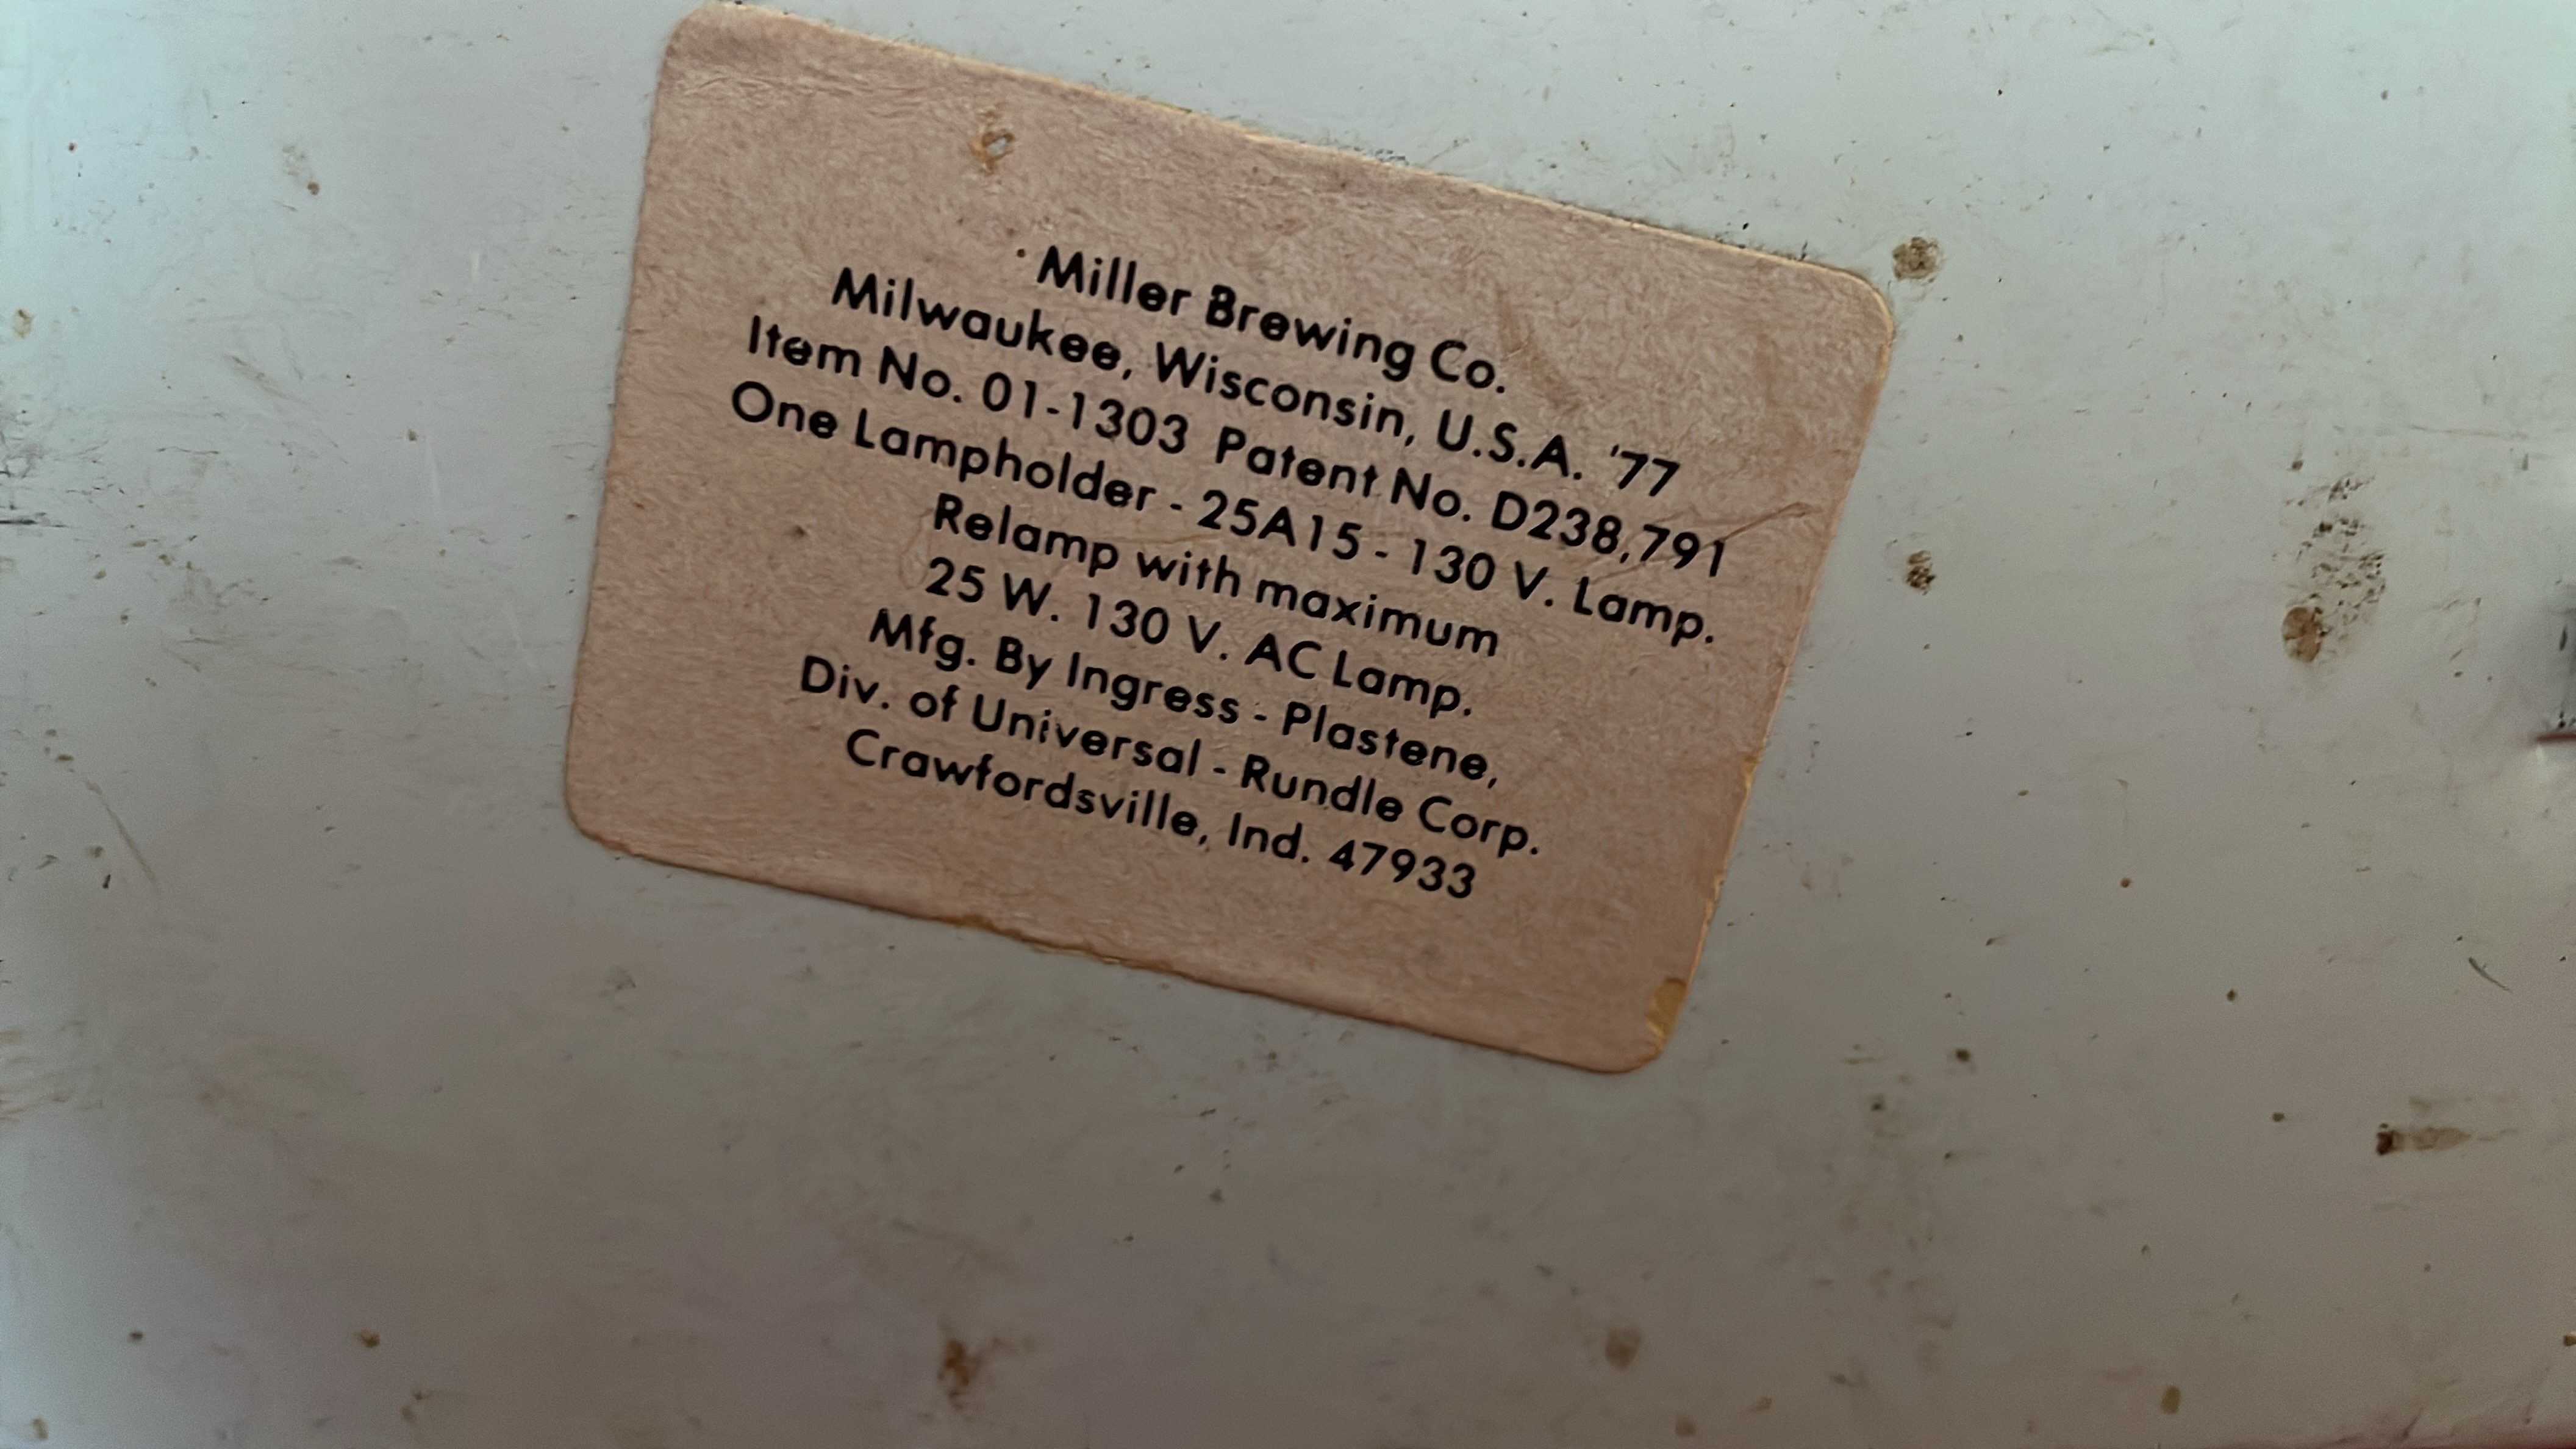 Miller Brewing Co.
Milwaukee, Wisconsin, U.S.A. '77
Item No. 01-1303 Patent No. D238,791
One Lampholder - 25A15 - 130 V. Lamp.
Relamp with maximum
25 W. 130 V. AC Lamp.
Mfg. By Ingress - Plastene,
Div. of Universal - Rundle Corp.
Crawfordsville, Ind. 47933